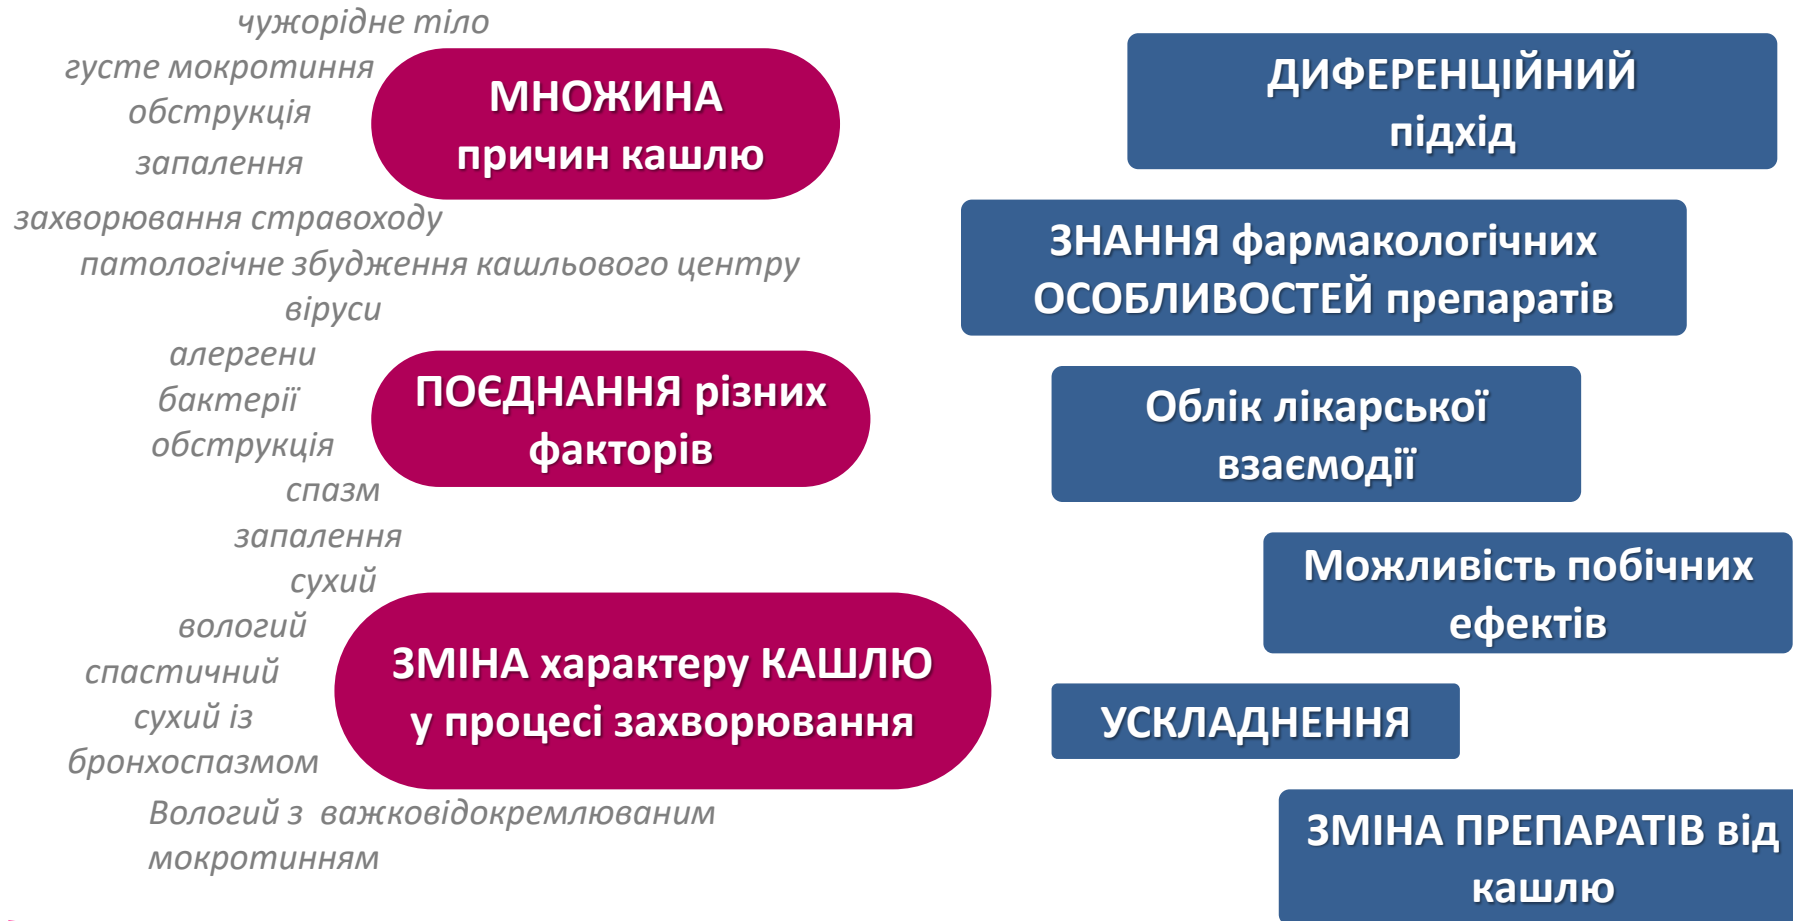 чужорідне тіло
густе мокротиння
обструкція
запалення
МНОЖИНА
причин кашлю
захворювання стравоходу
патологічне збудження кашльового центру
віруси
алергени
бактерії
обструкція
ПОЄДНАННЯ різних
факторів
спазм
запалення
сухий
вологий
спастичний
сухий із
бронхоспазмом
ЗМІНА характеру КАШЛЮ
у процесі захворювання
Вологий з важковідокремлюваним
мокротинням
ДИФЕРЕНЦІЙНИЙ
підхід
ЗНАННЯ фармакологічних
ОСОБЛИВОСТЕЙ препаратів
Облік лікарської
взаємодії
Можливість побічних
ефектів
УСКЛАДНЕННЯ
ЗМІНА ПРЕПАРАТІВ від
кашлю